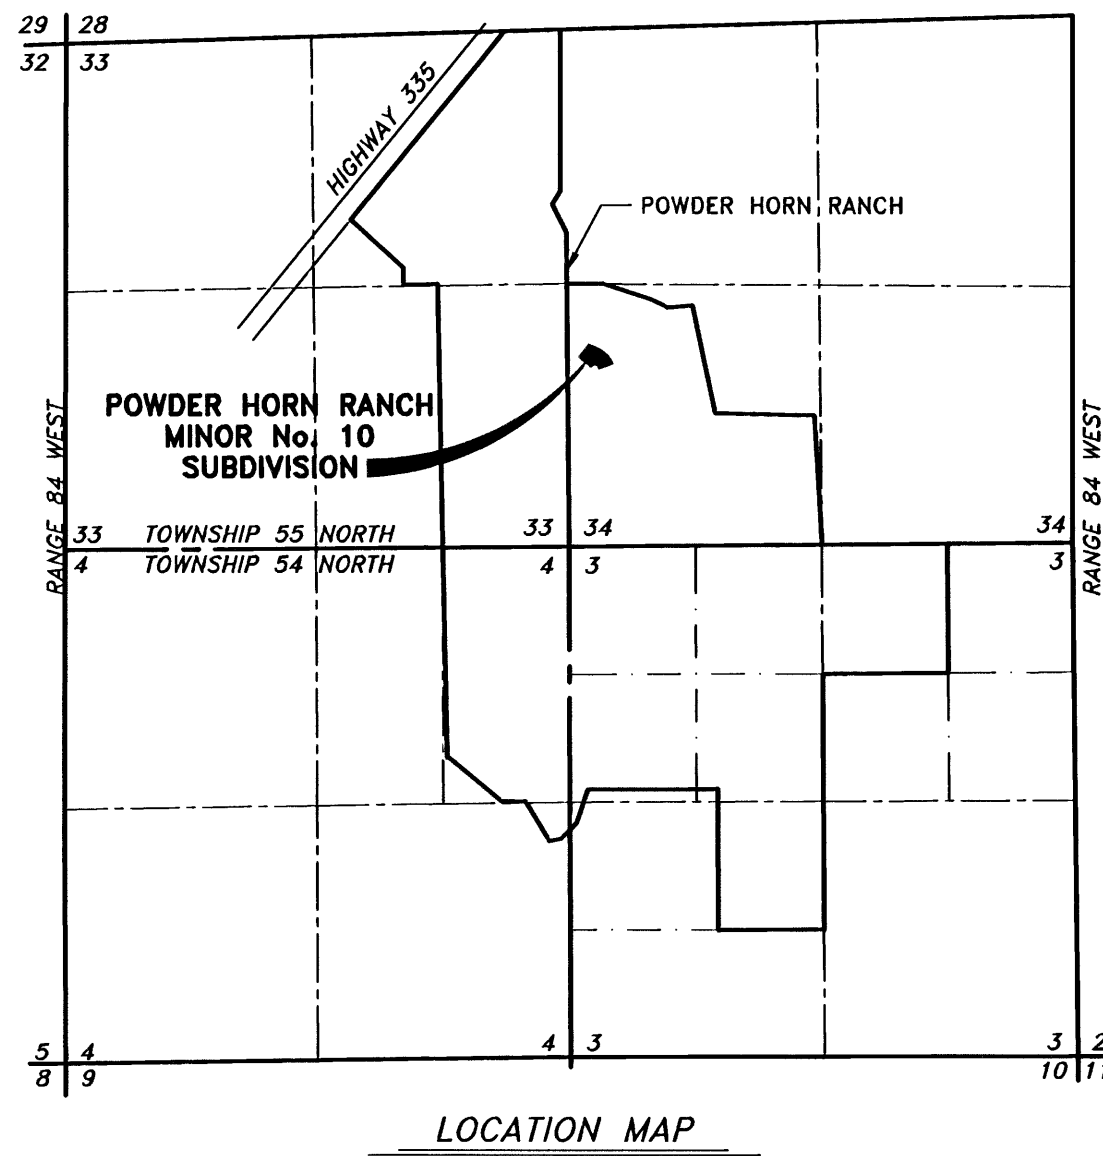 29 28
32 33
HIGHWAY 335
POWDER HORN RANCH
POWDER HORN RANCH
MINOR No. 10
SUBDIVISION
RANGE 84 WEST
RANGE 84 WEST
33 TOWNSHIP 55 NORTH 33 34 34
4 TOWNSHIP 54 NORTH 4 3 3
5 4 4 3 3 2
8 9 10 11
LOCATION MAP